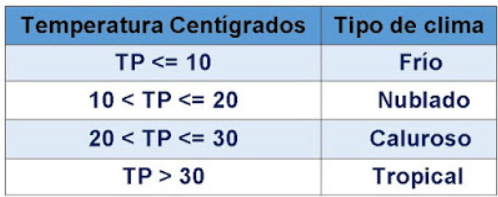 Temperatura Centígrados Tipo de clima
TP <= 10 Frío
10 < TP <= 20 Nublado
20 < TP <= 30 Caluroso
TP > 30 Tropical